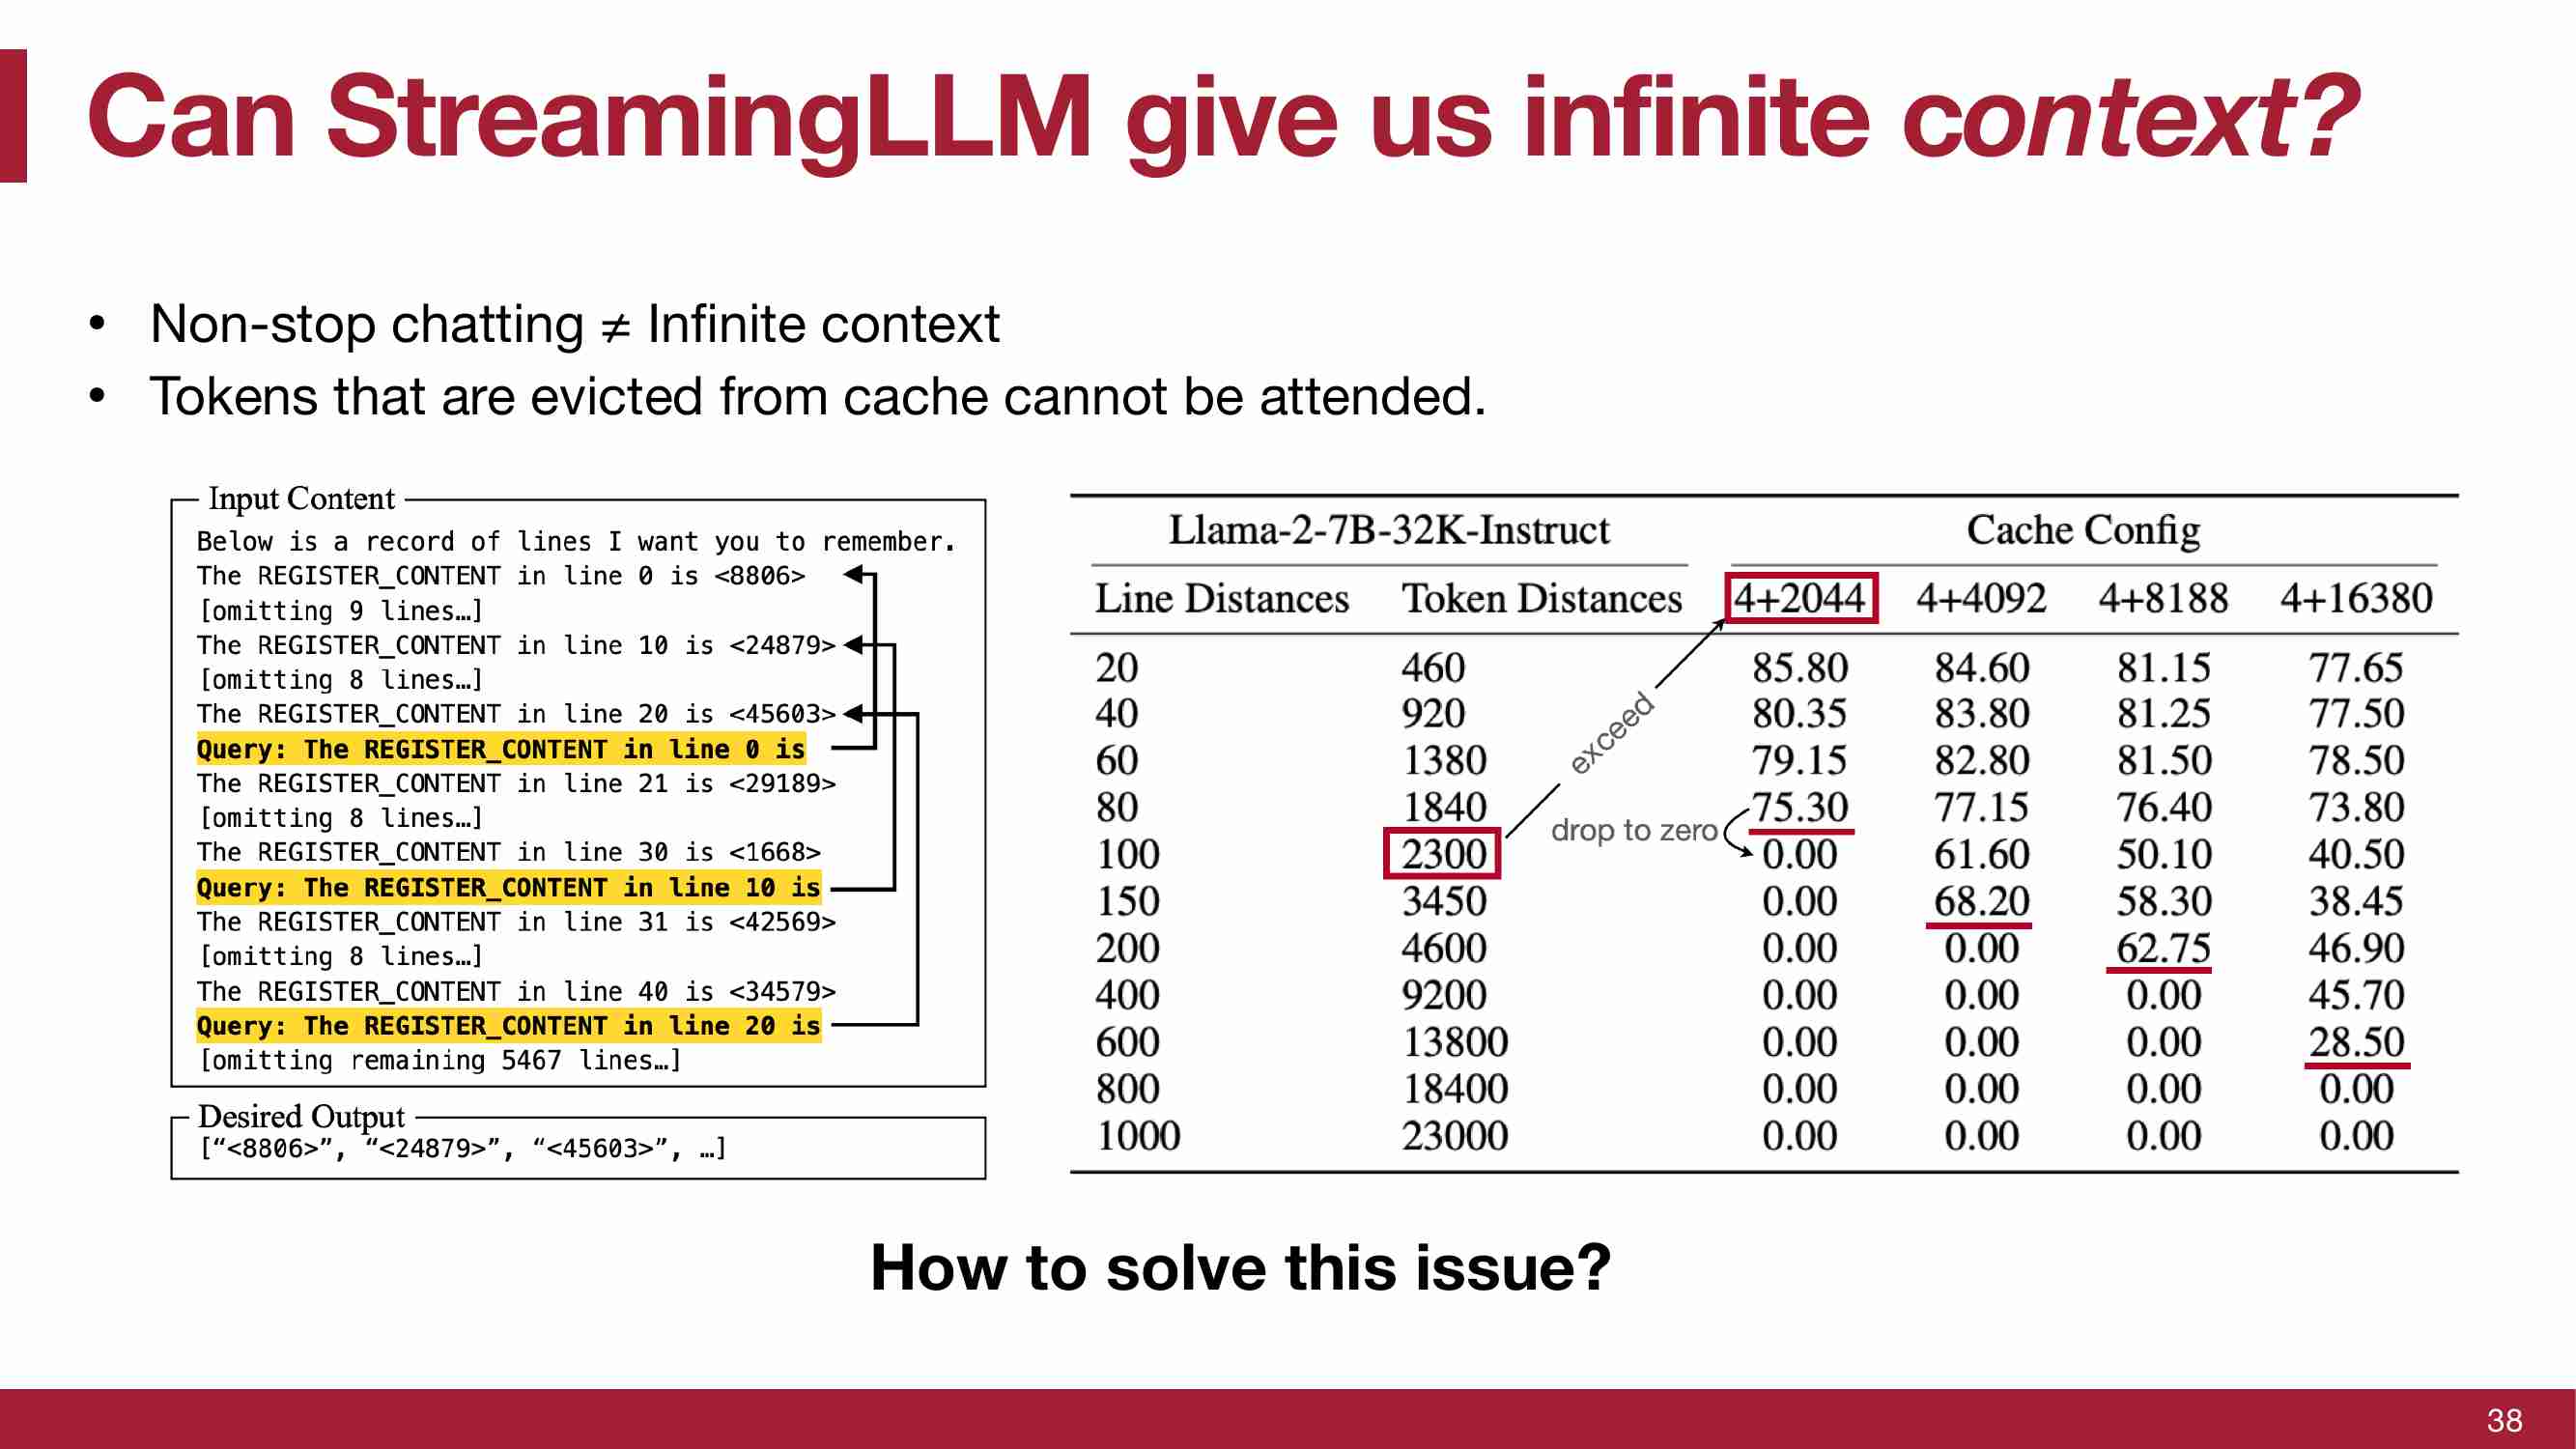 Can StreamingLLM give us infinite context?
• Non-stop chatting ≠ Infinite context
• Tokens that are evicted from cache cannot be attended.
Input Content
Below is a record of lines I want you to remember.
The REGISTER_CONTENT in line 0 is <8806>
[omitting 9 lines…]
The REGISTER_CONTENT in line 10 is <24879>
[omitting 8 lines…]
The REGISTER_CONTENT in line 20 is <45603>
Query: The REGISTER_CONTENT in line 0 is
The REGISTER_CONTENT in line 21 is <29189>
[omitting 8 lines…]
The REGISTER_CONTENT in line 30 is <1668>
Query: The REGISTER_CONTENT in line 10 is
The REGISTER_CONTENT in line 31 is <42569>
[omitting 8 lines…]
The REGISTER_CONTENT in line 40 is <34579>
Query: The REGISTER_CONTENT in line 20 is
[omitting remaining 5467 lines…]
Desired Output
[“<8806>”, “<24879>”, “<45603>”, …]
Llama-2-7B-32K-Instruct Cache Config
Line Distances Token Distances 4+2044 4+4092 4+8188 4+16380
20 460 85.80 84.60 81.15 77.65
40 920 80.35 83.80 81.25 77.50
60 1380 79.15 82.80 81.50 78.50
80 1840 75.30 77.15 76.40 73.80
100 2300 0.00 61.60 50.10 40.50
150 3450 0.00 68.20 58.30 38.45
200 4600 0.00 0.00 62.75 46.90
400 9200 0.00 0.00 0.00 45.70
600 13800 0.00 0.00 0.00 28.50
800 18400 0.00 0.00 0.00 0.00
1000 23000 0.00 0.00 0.00 0.00
exceed
drop to zero
How to solve this issue?
38